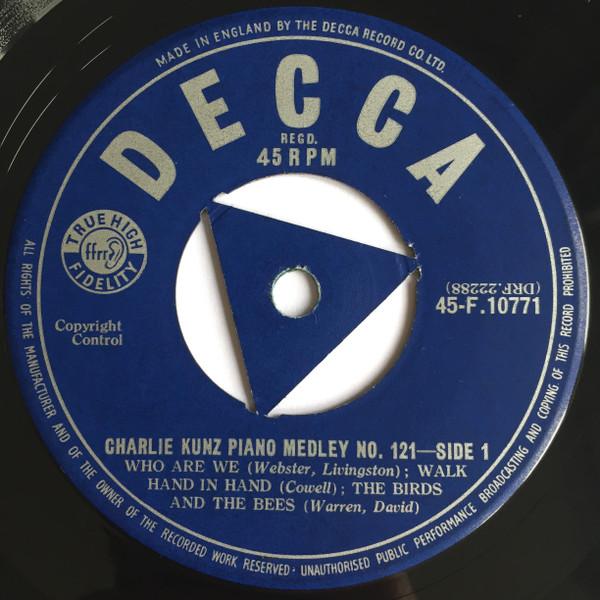 MADE IN ENGLAND BY THE DECCA RECORD CO. LTD.
DECCA
REGD.
45 RPM
TRUE HIGH
ffrr
FIDELITY
(DRF.22288)
45-F.10771
Copyright
Control
CHARLIE KUNZ PIANO MEDLEY NO. 121—SIDE 1
WHO ARE WE (Webster, Livingston); WALK
HAND IN HAND (Cowell); THE BIRDS
AND THE BEES (Warren, David)
ALL RIGHTS OF THE MANUFACTURER AND OF THE OWNER OF THE RECORDED WORK RESERVED· UNAUTHORISED PUBLIC PERFORMANCE BROADCASTING AND COPYING OF THIS RECORD PROHIBITED